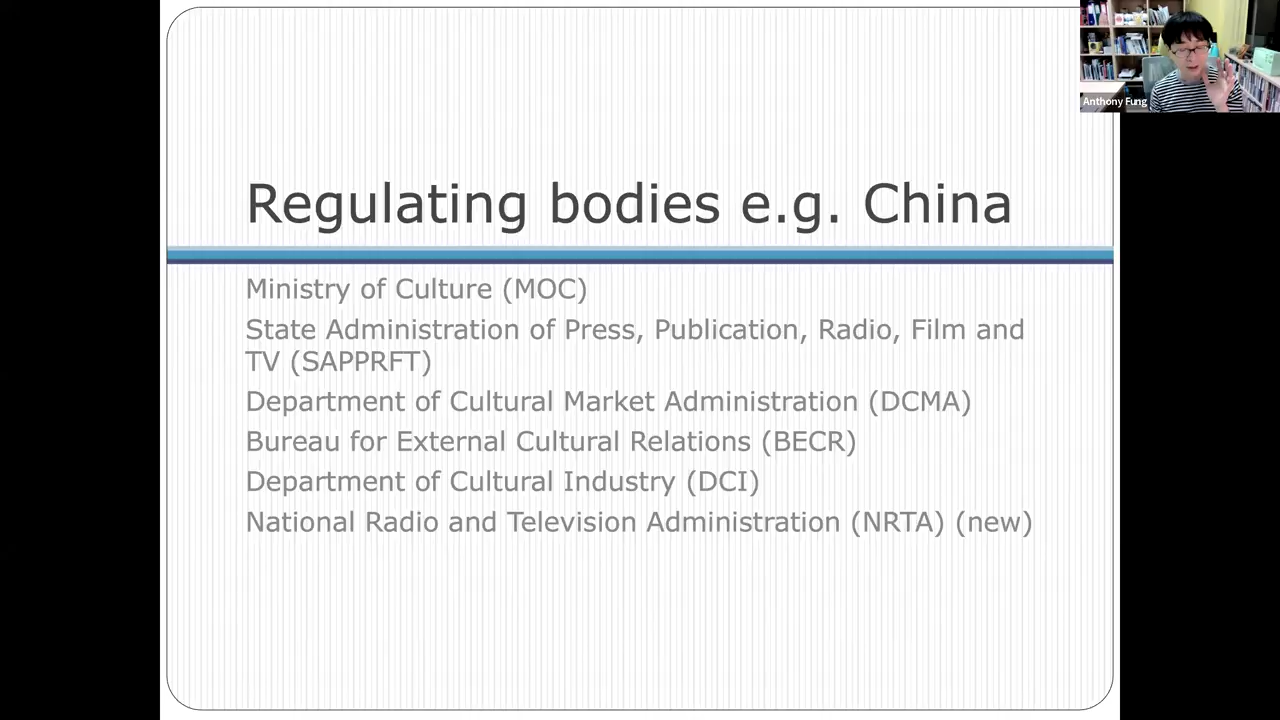 Anthony Fung
Regulating bodies e.g. China
Ministry of Culture (MOC)
State Administration of Press, Publication, Radio, Film and
TV (SAPPRFT)
Department of Cultural Market Administration (DCMA)
Bureau for External Cultural Relations (BECR)
Department of Cultural Industry (DCI)
National Radio and Television Administration (NRTA) (new)